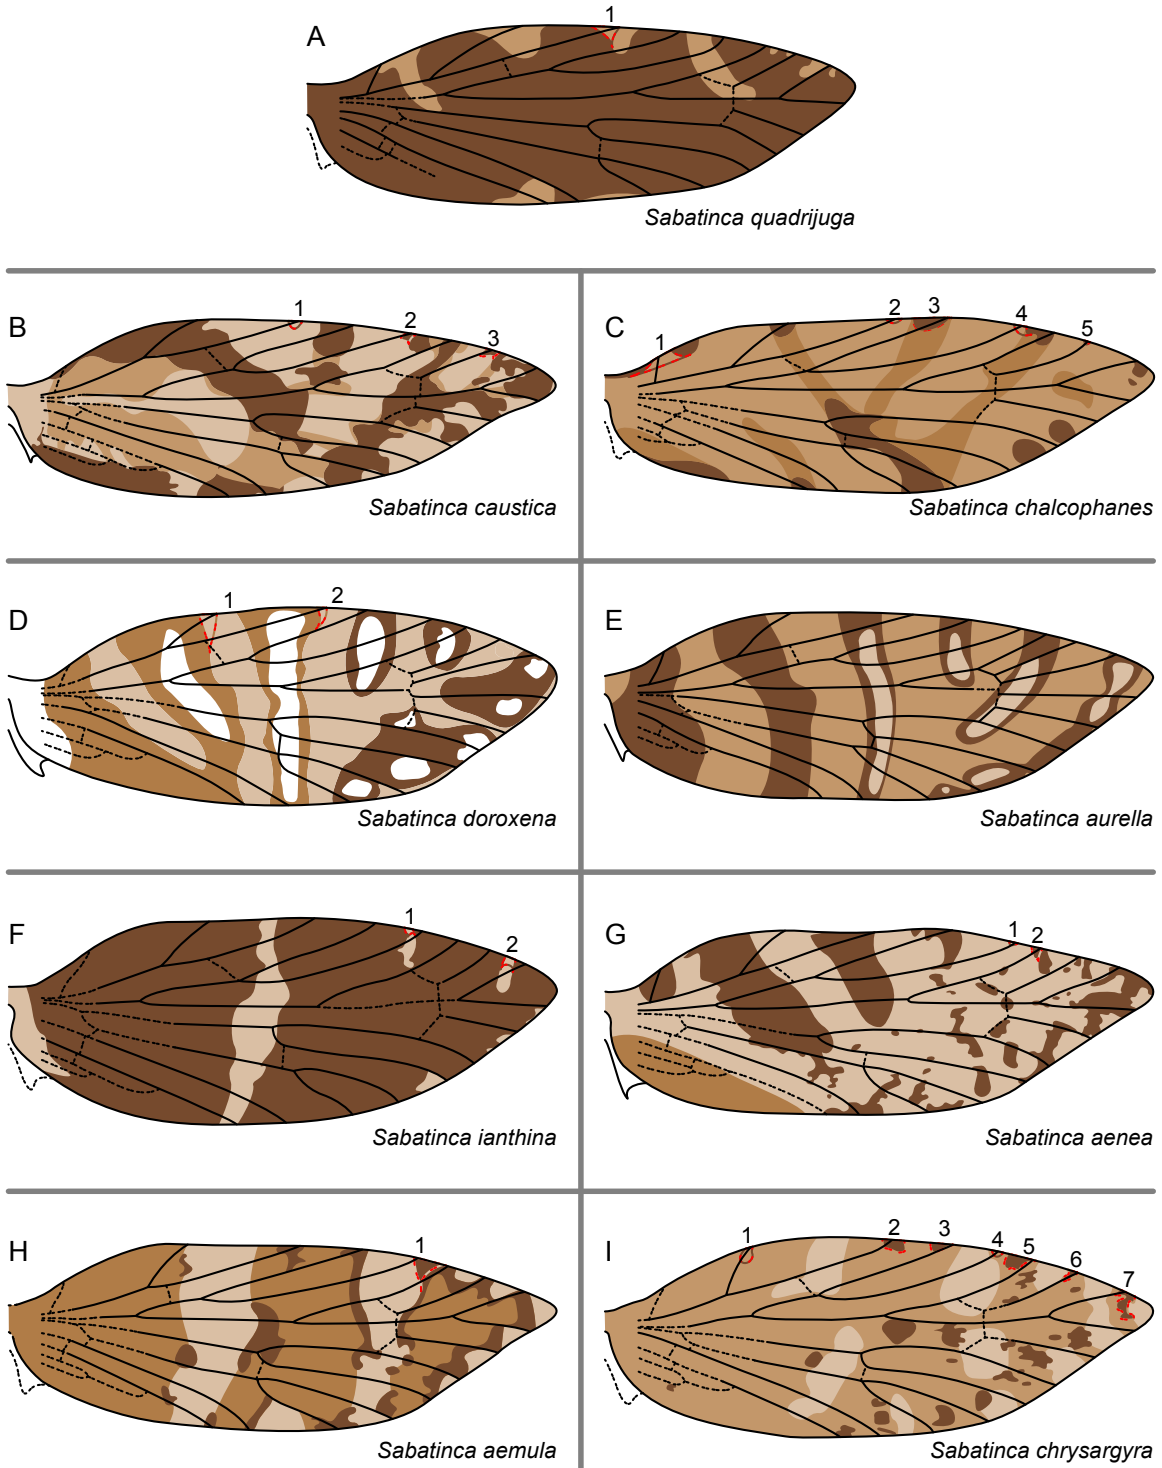 A
1
Sabatinca quadrijuga
B
1
2
3
Sabatinca caustica
C
1
2
3
4
5
Sabatinca chalcophanes
D
1
2
Sabatinca doroxena
E
Sabatinca aurella
F
1
2
Sabatinca ianthina
G
1
2
Sabatinca aenea
H
1
Sabatinca aemula
I
1
2
3
4
5
6
7
Sabatinca chrysargyra